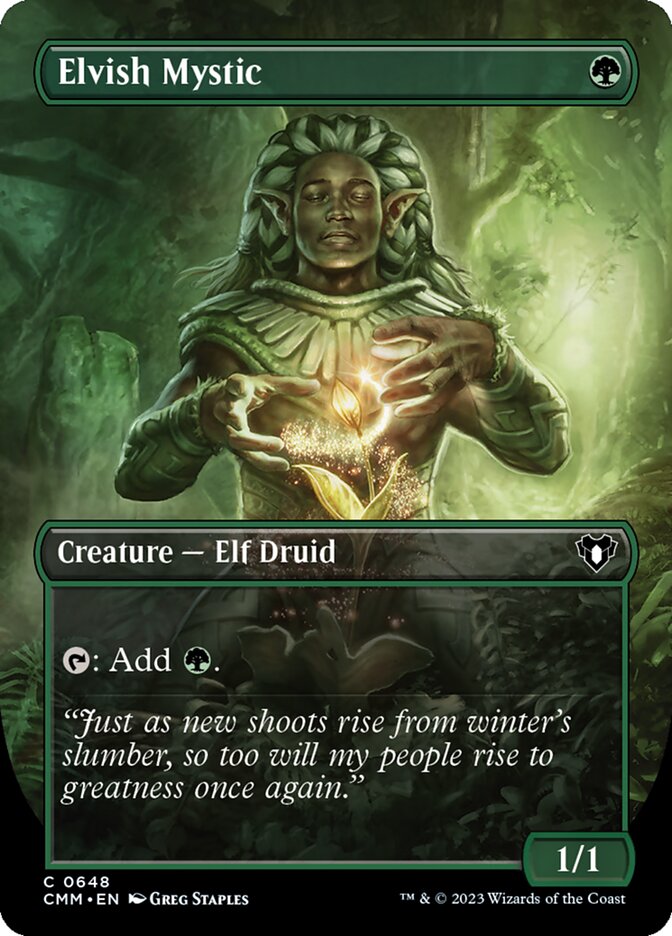 Elvish Mystic
Creature — Elf Druid
: Add .
“Just as new shoots rise from winter's
slumber, so too will my people rise to
greatness once again.”
1/1
C 0648
CMM • EN Greg Staples
™ & © 2023 Wizards of the Coast